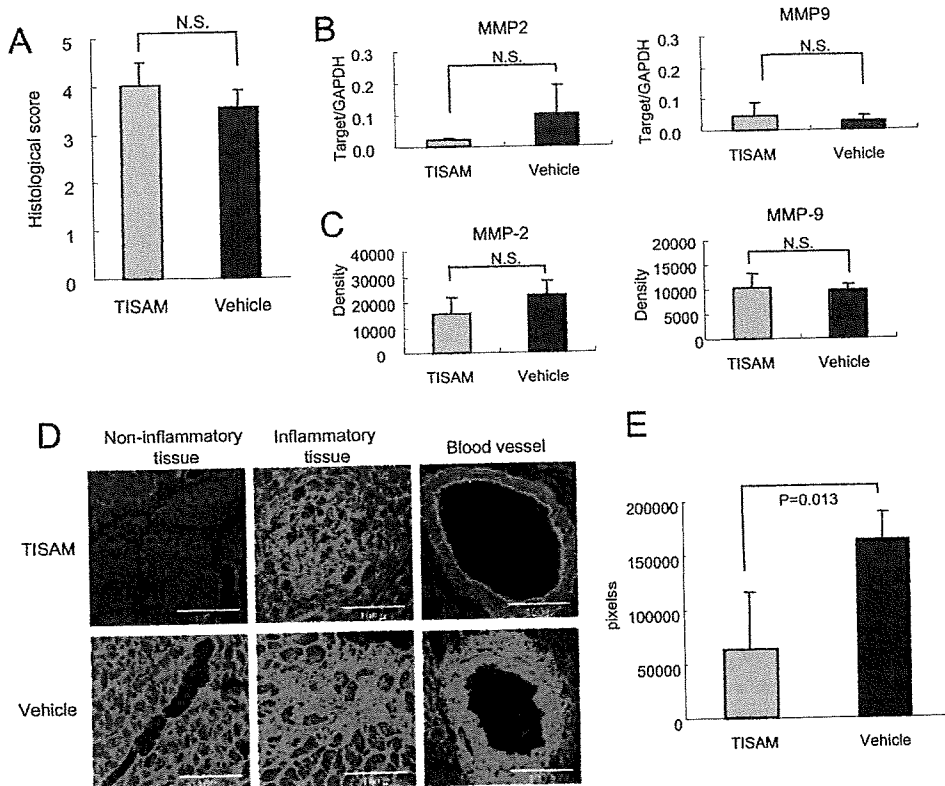 A
N.S.
5
4
3
2
1
0
Histological score
TISAM
Vehicle
B
MMP2
N.S.
0.3
0.2
0.1
0.0
Target/GAPDH
TISAM
Vehicle
MMP9
N.S.
0.3
0.2
0.1
0.0
Target/GAPDH
TISAM
Vehicle
C
MMP-2
N.S.
40000
30000
20000
10000
0
Density
TISAM
Vehicle
MMP-9
N.S.
20000
15000
10000
5000
0
Density
TISAM
Vehicle
D
Non-inflammatory
tissue
Inflammatory
tissue
Blood vessel
TISAM
Vehicle
E
P=0.013
200000
150000
100000
50000
0
pixelss
TISAM
Vehicle